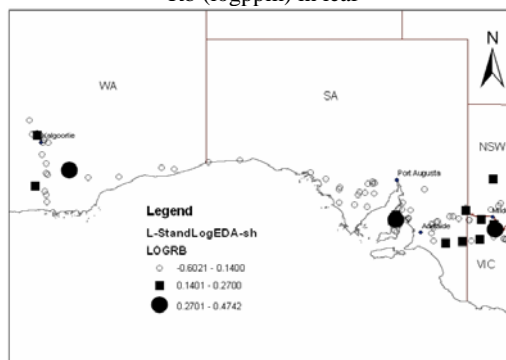 Rb (logppm) in leaf
N
WA
SA
Kalgoorlie
NSW
Port Augusta
Adelaide
VIC
Legend
L-StandLogEDA-sh
LOGRB
-0.6021 - 0.1400
0.1401 - 0.2700
0.2701 - 0.4742